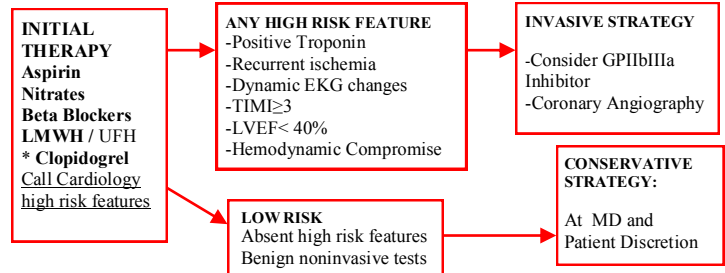 INITIAL
THERAPY
Aspirin
Nitrates
Beta Blockers
LMWH / UFH
* Clopidogrel
Call Cardiology
high risk features
ANY HIGH RISK FEATURE
-Positive Troponin
-Recurrent ischemia
-Dynamic EKG changes
-TIMI≥3
-LVEF< 40%
-Hemodynamic Compromise
INVASIVE STRATEGY
-Consider GPIIbIIIa
Inhibitor
-Coronary Angiography
LOW RISK
Absent high risk features
Benign noninvasive tests
CONSERVATIVE
STRATEGY:
At MD and
Patient Discretion